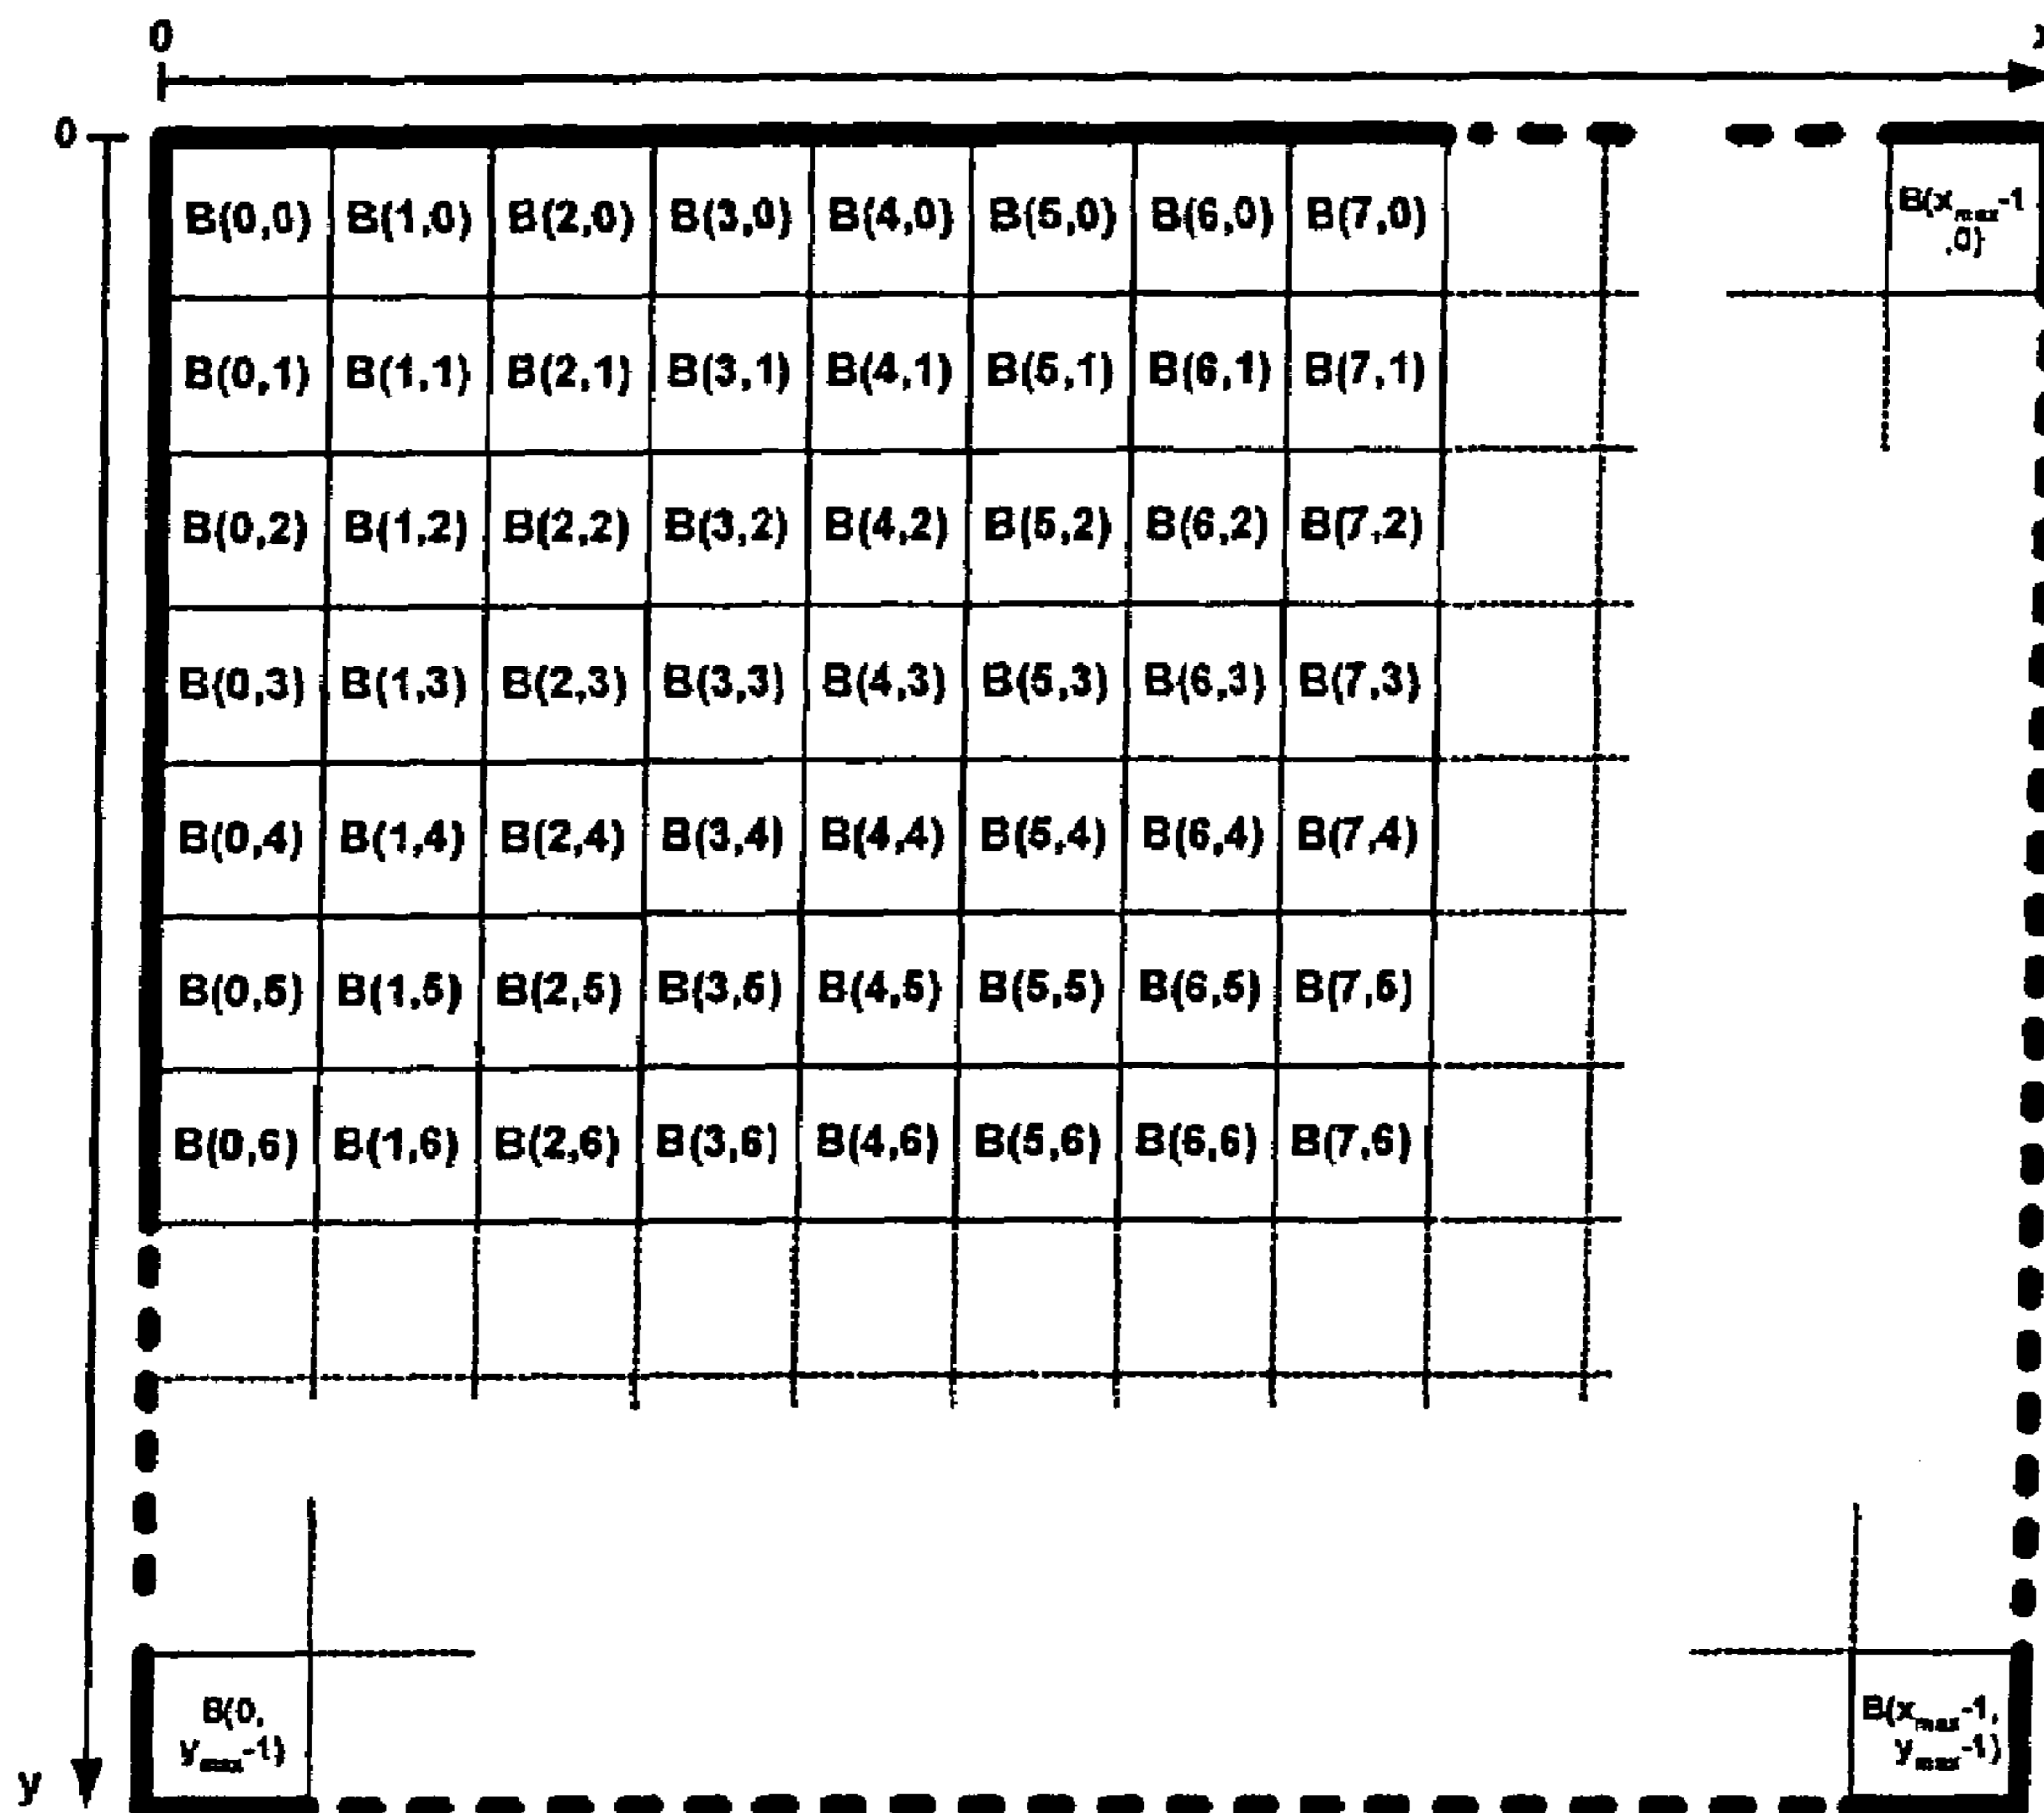 0
x
0
B(0,0) B(1,0) B(2,0) B(3,0) B(4,0) B(5,0) B(6,0) B(7,0) B(x_max-1
,0)
B(0,1) B(1,1) B(2,1) B(3,1) B(4,1) B(5,1) B(6,1) B(7,1)
B(0,2) B(1,2) B(2,2) B(3,2) B(4,2) B(5,2) B(6,2) B(7,2)
B(0,3) B(1,3) B(2,3) B(3,3) B(4,3) B(5,3) B(6,3) B(7,3)
B(0,4) B(1,4) B(2,4) B(3,4) B(4,4) B(5,4) B(6,4) B(7,4)
B(0,5) B(1,5) B(2,5) B(3,5) B(4,5) B(5,5) B(6,5) B(7,5)
B(0,6) B(1,6) B(2,6) B(3,6) B(4,6) B(5,6) B(6,6) B(7,6)
B(0,
y_max-1)
B(x_max-1,
y_max-1)
y